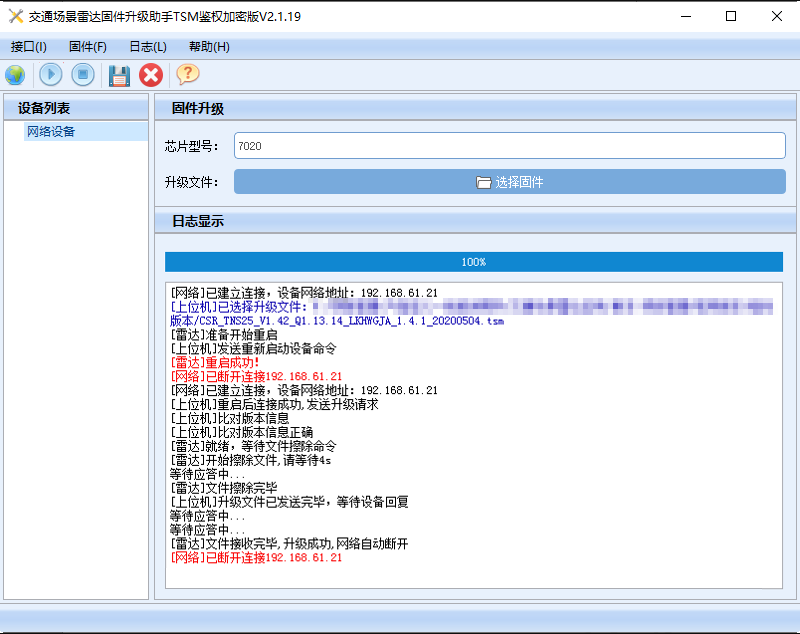 交通场景雷达固件升级助手TSM鉴权加密版V2.1.19
接口(I) 固件(F) 日志(L) 帮助(H)
设备列表
网络设备
固件升级
芯片型号： 7020
升级文件： 选择固件
日志显示
100%
[网络]已建立连接，设备网络地址：192.168.61.21
[上位机]已选择升级文件：
版本/CSR_TNS25_V1.42_Q1.13.14_LKHWGJA_1.4.1_20200504.tsm
[雷达]准备开始重启
[上位机]发送重新启动设备命令
[雷达]重启成功!
[网络]已断开连接192.168.61.21
[网络]已建立连接，设备网络地址：192.168.61.21
[上位机]重启后连接成功,发送升级请求
[上位机]比对版本信息
[上位机]比对版本信息正确
[雷达]就绪，等待文件擦除命令
[雷达]开始擦除文件,请等待4s
等待应答中...
[雷达]文件擦除完毕
[上位机]升级文件已发送完毕，等待设备回复
等待应答中...
等待应答中...
[雷达]文件接收完毕,升级成功,网络自动断开
[网络]已断开连接192.168.61.21